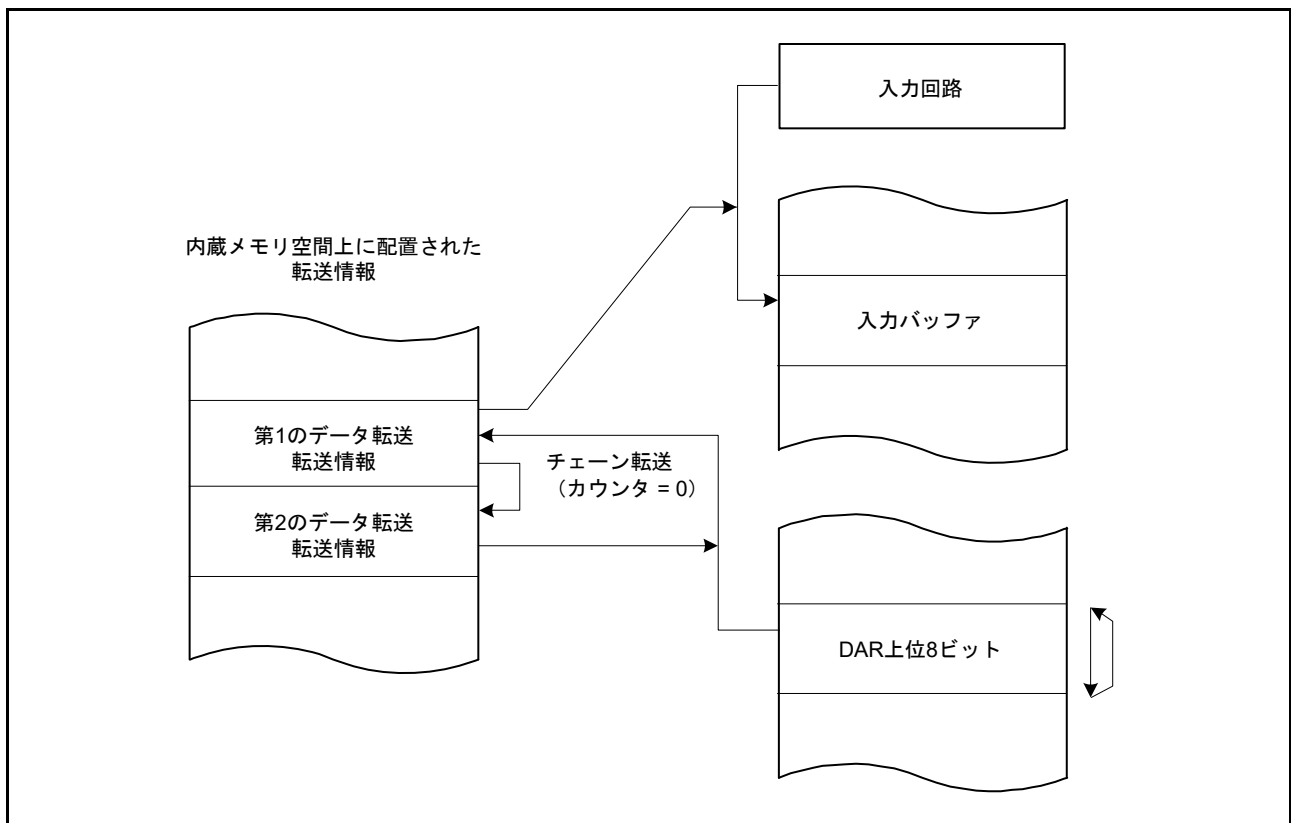 入力回路
内蔵メモリ空間上に配置された
転送情報
入力バッファ
第1のデータ転送
転送情報
チェーン転送
（カウンタ = 0）
第2のデータ転送
転送情報
DAR上位8ビット